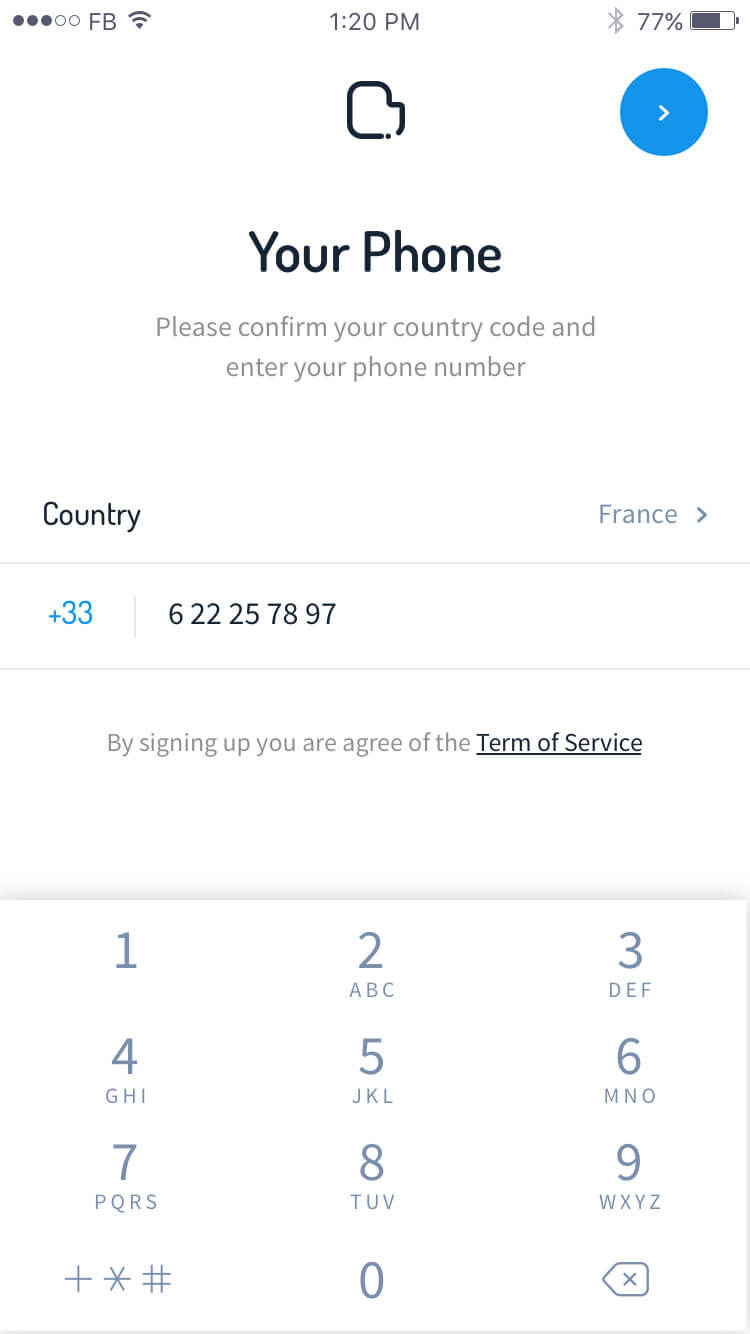 FB 1:20 PM 77%
Your Phone
Please confirm your country code and
enter your phone number
Country France
+33 6 22 25 78 97
By signing up you are agree of the Term of Service
1 2 3
ABC DEF
4 5 6
GHI JKL MNO
7 8 9
PQRS TUV WXYZ
+ * # 0